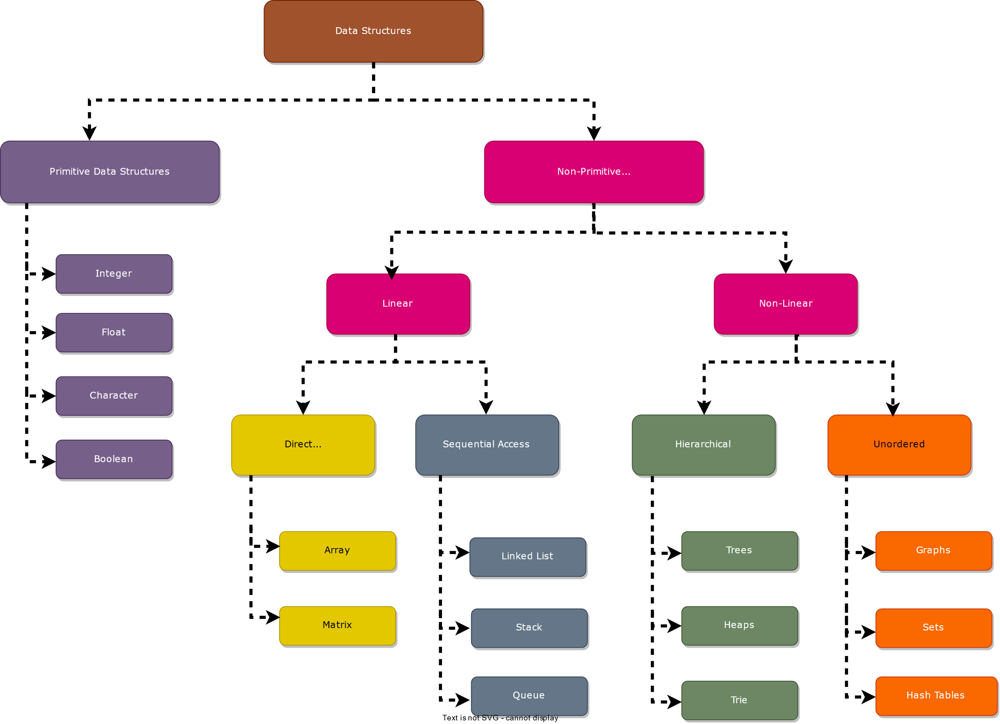 Data Structures
Primitive Data Structures
Non-Primitive...
Integer
Float
Character
Boolean
Linear
Non-Linear
Direct...
Sequential Access
Hierarchical
Unordered
Array
Matrix
Linked List
Stack
Queue
Trees
Heaps
Trie
Graphs
Sets
Hash Tables
Text is not SVG - cannot display